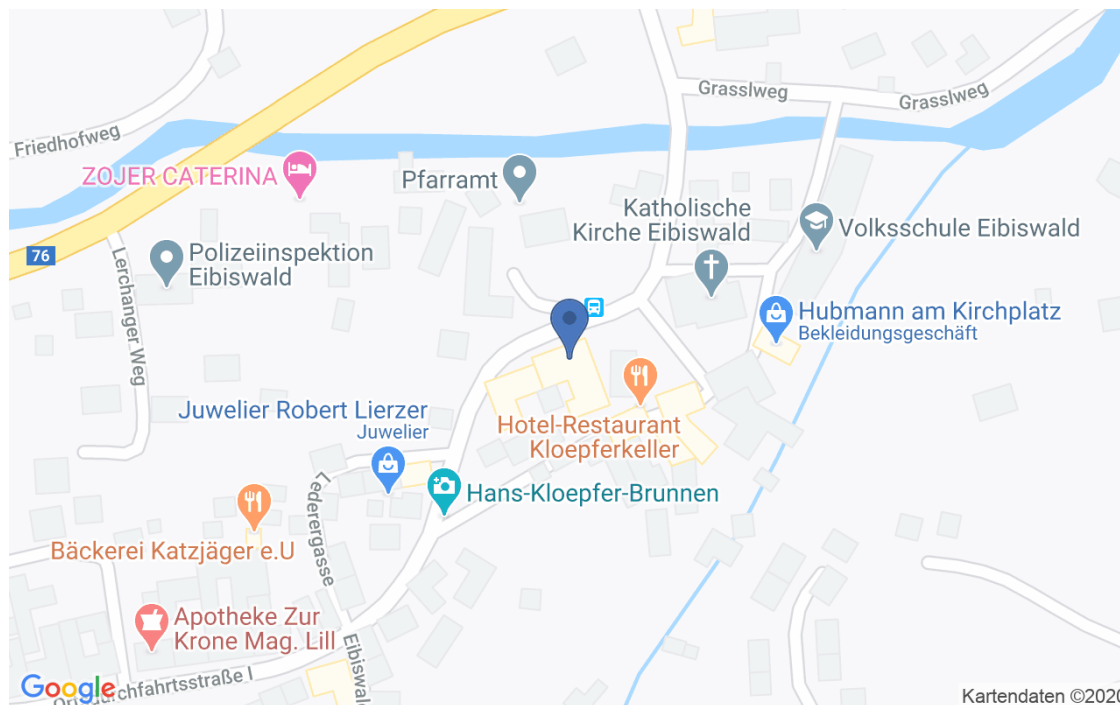 Grasslweg
Grasslweg
Friedhofweg
ZOJER CATERINA
Pfarramt
Katholische
Kirche Eibiswald
Volksschule Eibiswald
76
Polizeiinspektion
Eibiswald
Lerchanger Weg
Hubmann am Kirchplatz
Bekleidungsgeschäft
Juwelier Robert Lierzer
Juwelier
Hotel-Restaurant
Kloepferkeller
Hans-Kloepfer-Brunnen
Lederergasse
Bäckerei Katzjäger e.U
Apotheke Zur
Krone Mag. Lill
Eibiswald
Google
Ortsdurchfahrtsstraße I
Kartendaten ©2020